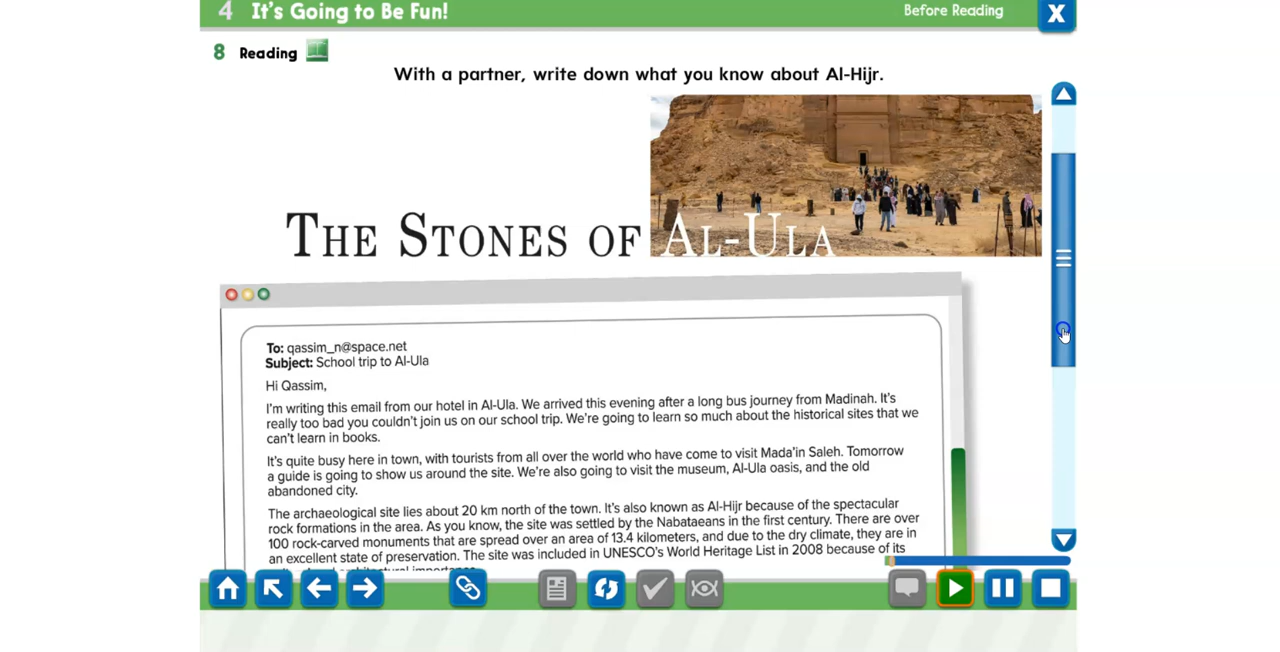 4 It's Going to Be Fun!
Before Reading
X
8 Reading
With a partner, write down what you know about Al-Hijr.
THE STONES OF AL-ULA
To: qassim_n@space.net
Subject: School trip to Al-Ula
Hi Qassim,
I'm writing this email from our hotel in Al-Ula. We arrived this evening after a long bus journey from Madinah. It's
really too bad you couldn't join us on our school trip. We're going to learn so much about the historical sites that we
can't learn in books.
It's quite busy here in town, with tourists from all over the world who have come to visit Mada'in Saleh. Tomorrow
a guide is going to show us around the site. We're also going to visit the museum, Al-Ula oasis, and the old
abandoned city.
The archaeological site lies about 20 km north of the town. It's also known as Al-Hijr because of the spectacular
rock formations in the area. As you know, the site was settled by the Nabataeans in the first century. There are over
100 rock-carved monuments that are spread over an area of 13.4 kilometers, and due to the dry climate, they are in
an excellent state of preservation. The site was included in UNESCO's World Heritage List in 2008 because of its